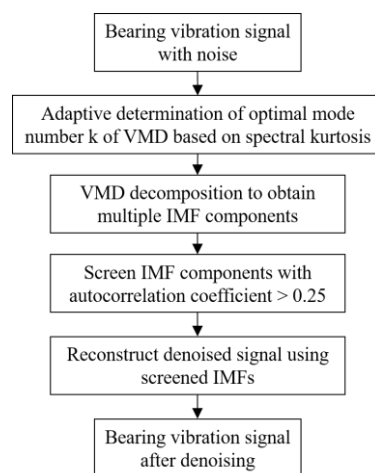 Bearing vibration signal
with noise
Adaptive determination of optimal mode
number k of VMD based on spectral kurtosis
VMD decomposition to obtain
multiple IMF components
Screen IMF components with
autocorrelation coefficient > 0.25
Reconstruct denoised signal using
screened IMFs
Bearing vibration signal
after denoising